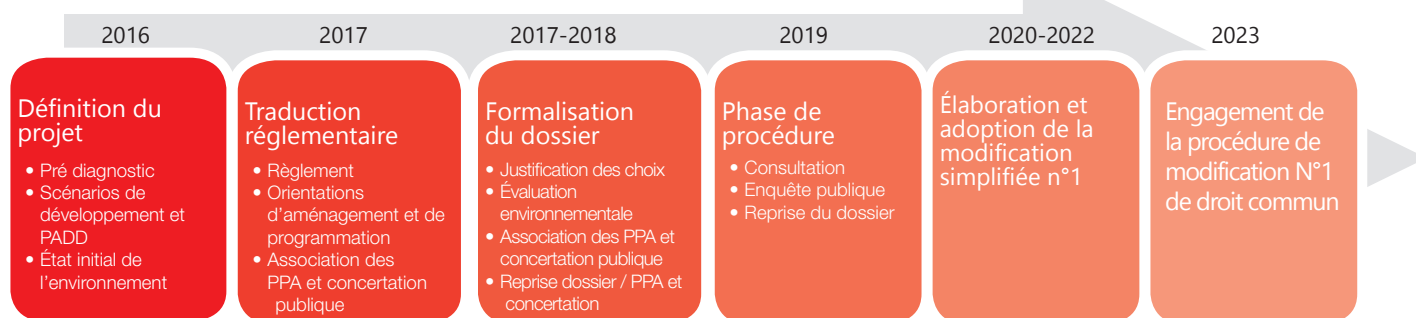 2016
Définition du
projet
• Pré diagnostic
• Scénarios de
développement et
PADD
• État initial de
l'environnement
2017
Traduction
réglementaire
• Règlement
• Orientations
d'aménagement et de
programmation
• Association des
PPA et concertation
publique
2017-2018
Formalisation
du dossier
• Justification des choix
• Évaluation
environnementale
• Association des PPA et
concertation publique
• Reprise dossier / PPA et
concertation
2019
Phase de
procédure
• Consultation
• Enquête publique
• Reprise du dossier
2020-2022
Élaboration et
adoption de la
modification
simplifiée n°1
2023
Engagement de
la procédure de
modification N°1
de droit commun